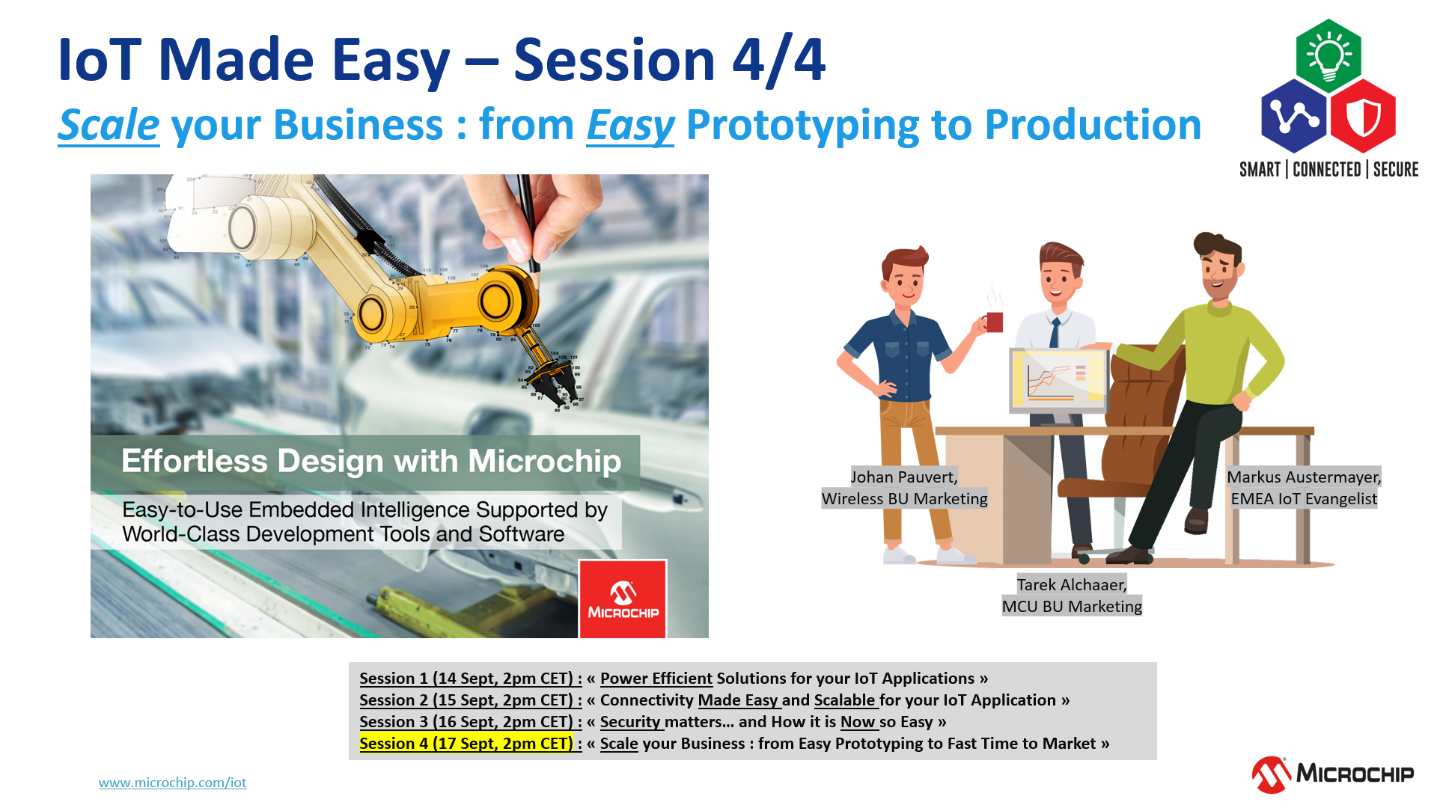 IoT Made Easy – Session 4/4
Scale your Business : from Easy Prototyping to Production
SMART | CONNECTED | SECURE
Effortless Design with Microchip
Easy-to-Use Embedded Intelligence Supported by
World-Class Development Tools and Software
MICROCHIP
Johan Pauvert,
Wireless BU Marketing
Markus Austermayer,
EMEA IoT Evangelist
Tarek Alchaaer,
MCU BU Marketing
Session 1 (14 Sept, 2pm CET) : « Power Efficient Solutions for your IoT Applications »
Session 2 (15 Sept, 2pm CET) : « Connectivity Made Easy and Scalable for your IoT Application »
Session 3 (16 Sept, 2pm CET) : « Security matters… and How it is Now so Easy »
Session 4 (17 Sept, 2pm CET) : « Scale your Business : from Easy Prototyping to Fast Time to Market »
www.microchip.com/iot
MICROCHIP